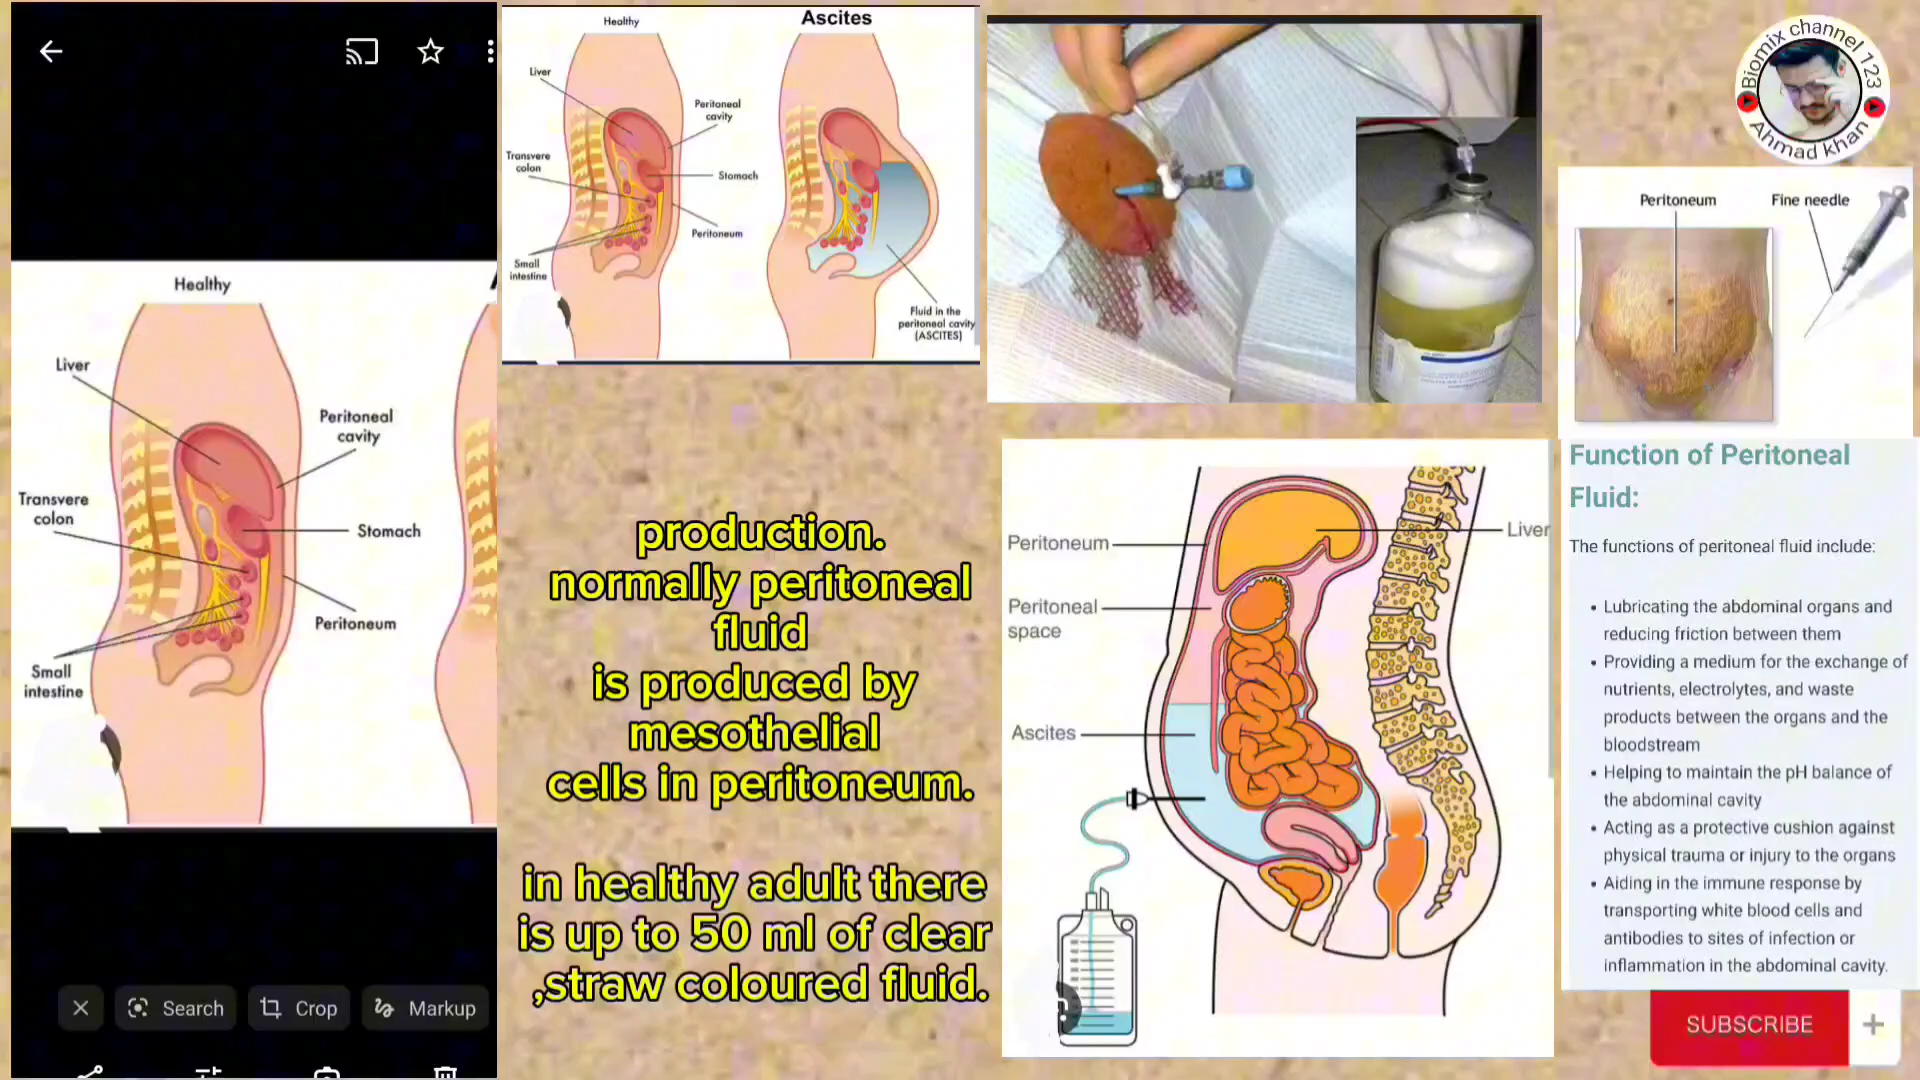 Healthy
Liver
Peritoneal
cavity
Transvere
colon
Stomach
Peritoneum
Small
intestine
Search
Crop
Markup
Healthy
Ascites
Liver
Peritoneal
cavity
Transvere
colon
Stomach
Peritoneum
Small
intestine
Fluid in the
peritoneal cavity
(ASCITES)
production.
normally peritoneal
fluid
is produced by
mesothelial
cells in peritoneum.
in healthy adult there
is up to 50 ml of clear
,straw coloured fluid.
Peritoneum
Liver
Peritoneal
space
Ascites
Biomix channel 123
Ahmad khan
Peritoneum
Fine needle
Function of Peritoneal
Fluid:
The functions of peritoneal fluid include:
• Lubricating the abdominal organs and
reducing friction between them
• Providing a medium for the exchange of
nutrients, electrolytes, and waste
products between the organs and the
bloodstream
• Helping to maintain the pH balance of
the abdominal cavity
• Acting as a protective cushion against
physical trauma or injury to the organs
• Aiding in the immune response by
transporting white blood cells and
antibodies to sites of infection or
inflammation in the abdominal cavity.
SUBSCRIBE